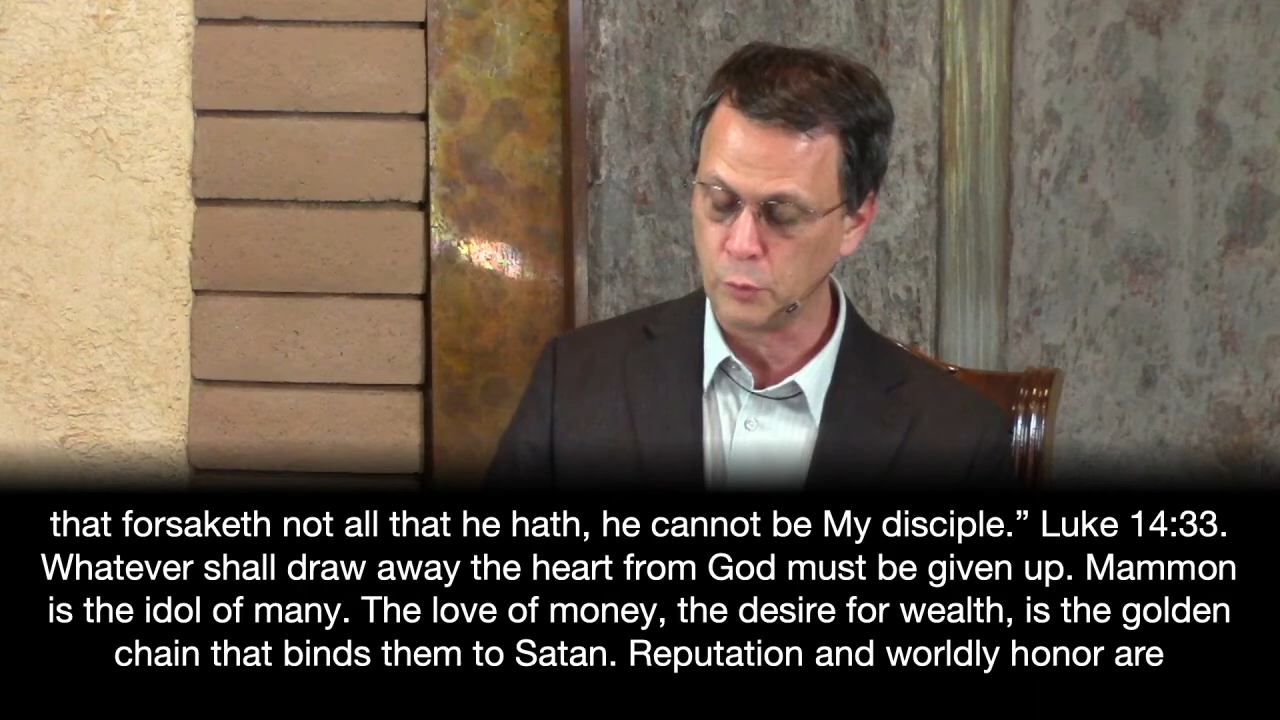 that forsaketh not all that he hath, he cannot be My disciple.” Luke 14:33.
Whatever shall draw away the heart from God must be given up. Mammon
is the idol of many. The love of money, the desire for wealth, is the golden
chain that binds them to Satan. Reputation and worldly honor are